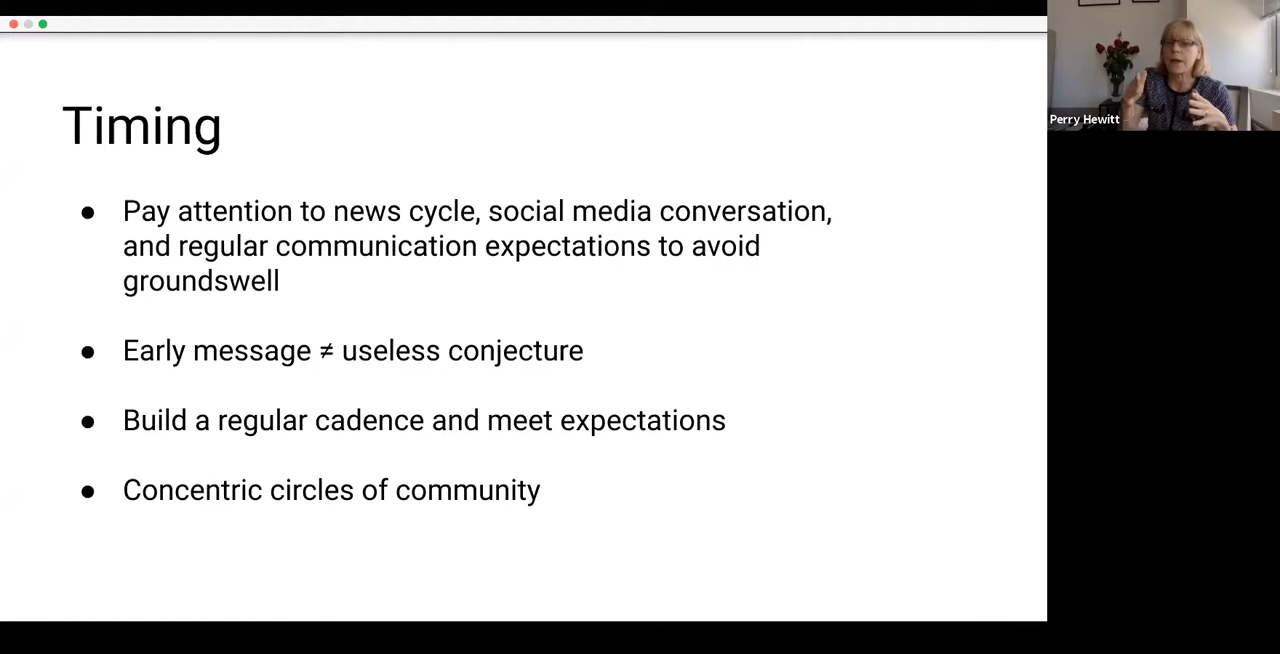 Timing
● Pay attention to news cycle, social media conversation,
and regular communication expectations to avoid
groundswell
● Early message ≠ useless conjecture
● Build a regular cadence and meet expectations
● Concentric circles of community
Perry Hewitt